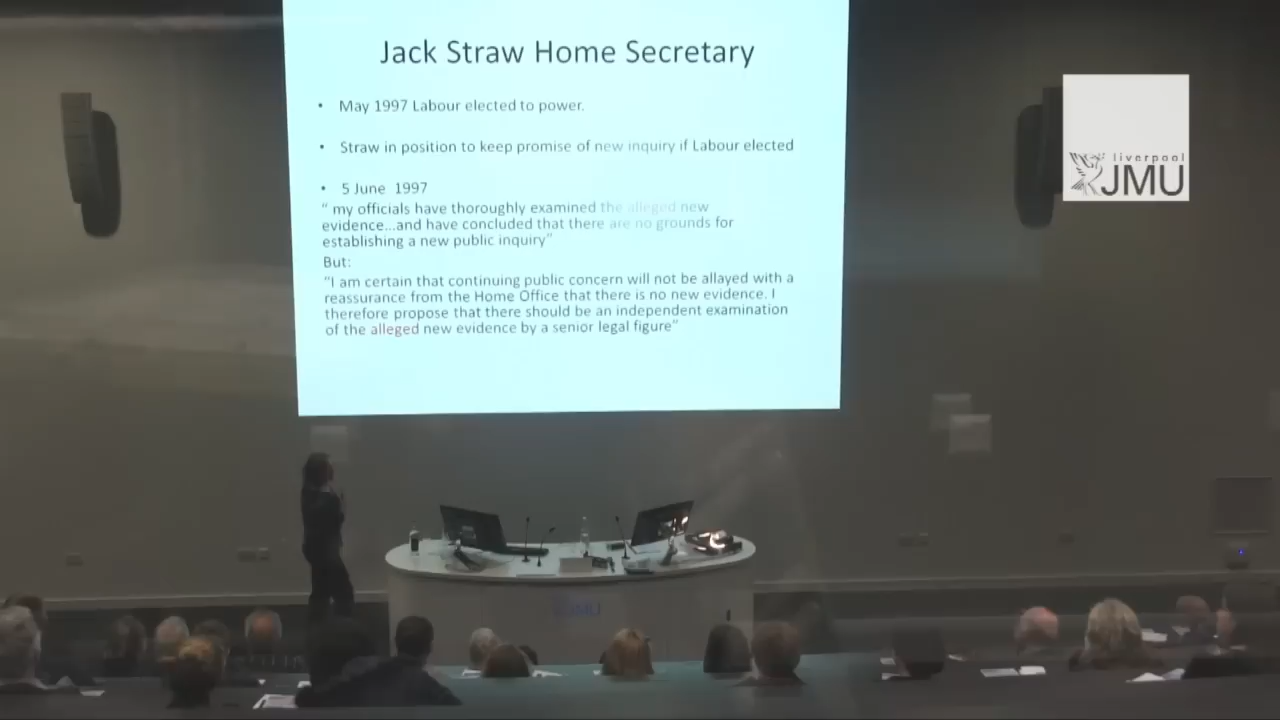 Jack Straw Home Secretary
• May 1997 Labour elected to power.
• Straw in position to keep promise of new inquiry if Labour elected
• 5 June 1997
“ my officials have thoroughly examined the alleged new
evidence...and have concluded that there are no grounds for
establishing a new public inquiry”
But:
“I am certain that continuing public concern will not be allayed with a
reassurance from the Home Office that there is no new evidence. I
therefore propose that there should be an independent examination
of the alleged new evidence by a senior legal figure”
liverpool
JMU
JMU